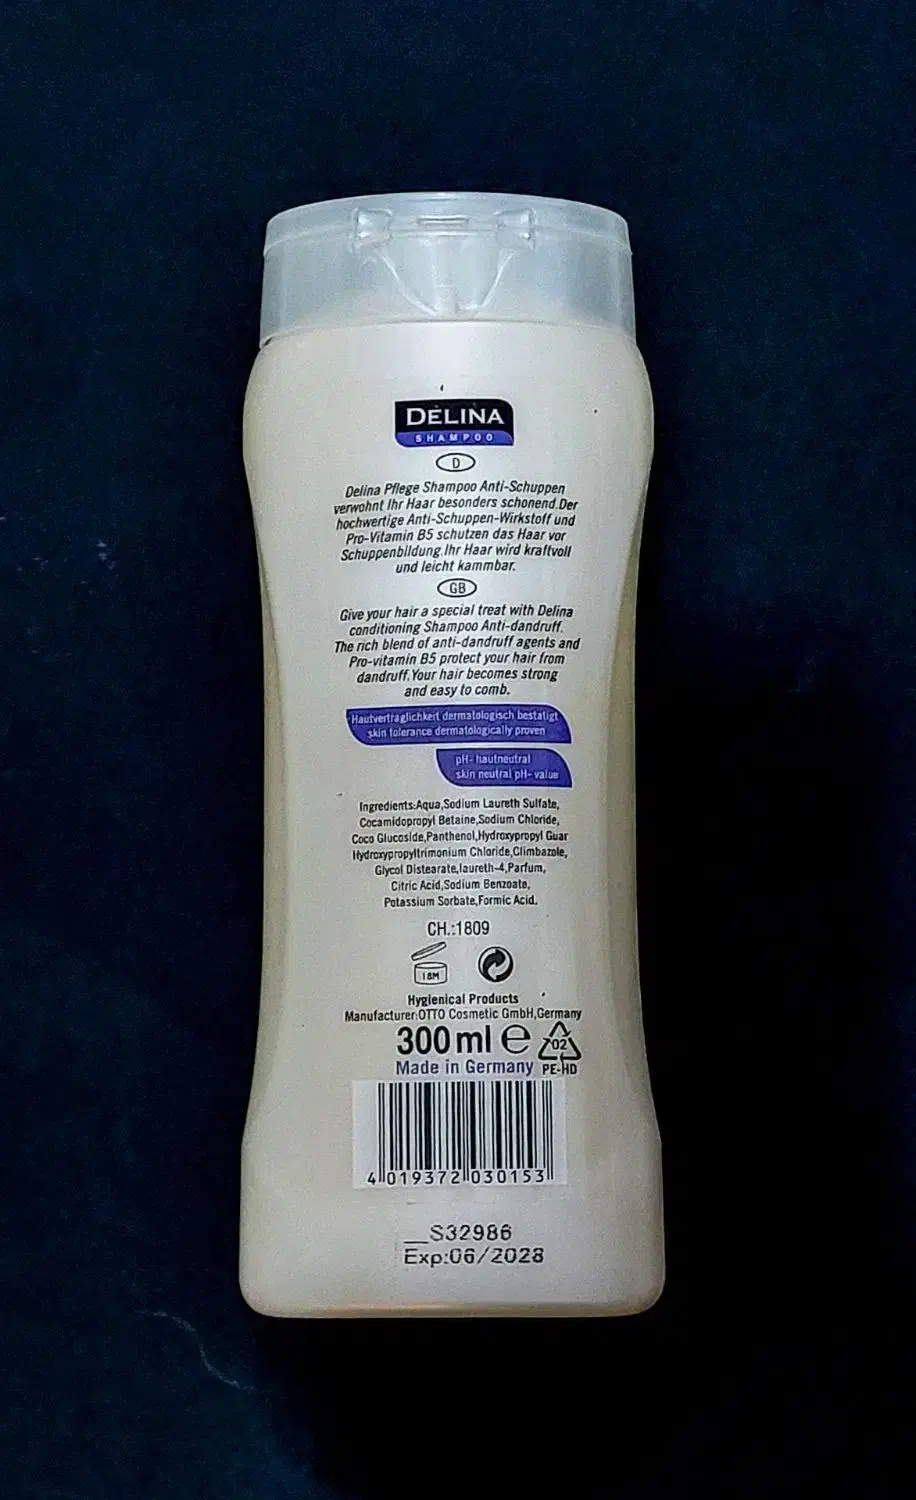 DELINA
SHAMPOO
D
Delina Pflege Shampoo Anti-Schuppen
verwohnt Ihr Haar besonders schonend.Der
hochwertige Anti-Schuppen-Wirkstoff und
Pro-Vitamin B5 schutzen das Haar vor
Schuppenbildung.Ihr Haar wird kraftvoll
und leicht kammbar.
GB
Give your hair a special treat with Delina
conditioning Shampoo Anti-dandruff.
The rich blend of anti-dandruff agents and
Pro-vitamin B5 protect your hair from
dandruff.Your hair becomes strong
and easy to comb.
Hautvertraglichkeit dermatologisch bestatigt
skin tolerance dermatologically proven
pH- hautneutral
skin neutral pH-value
Ingredients:Aqua,Sodium Laureth Sulfate,
Cocamidopropyl Betaine,Sodium Chloride,
Coco Glucoside,Panthenol,Hydroxypropyl Guar
Hydroxypropyltrimonium Chloride,Climbazole,
Glycol Distearate,laureth-4,Parfum,
Citric Acid,Sodium Benzoate,
Potassium Sorbate,Formic Acid.
CH.:1809
18M
Hygienical Products
Manufacturer:OTTO Cosmetic GmbH,Germany
300 ml e 02
Made in Germany PE-HD
4 019372 030153
S32986
Exp:06/2028